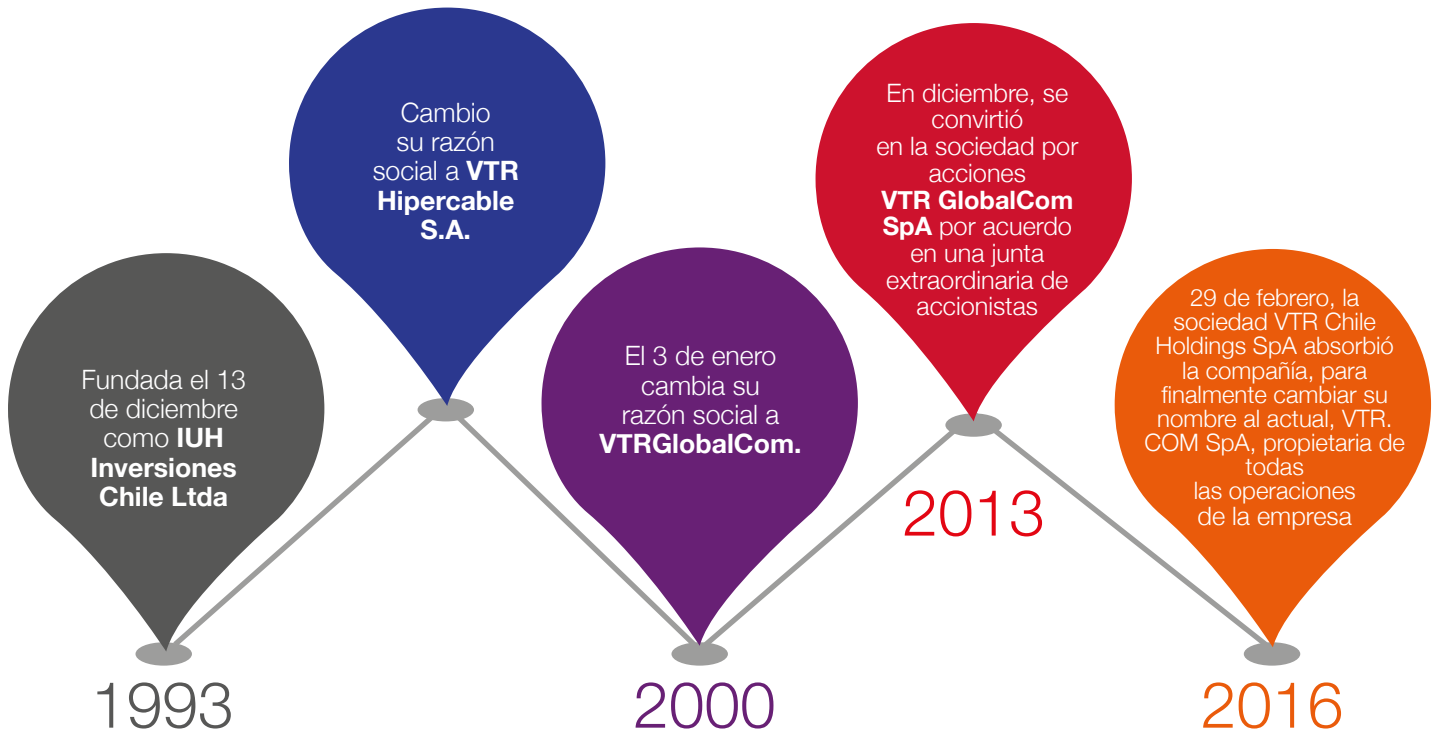 Fundada el 13
de diciembre
como IUH
Inversiones
Chile Ltda
1993
Cambio
su razón
social a VTR
Hipercable
S.A.
El 3 de enero
cambia su
razón social a
VTRGlobalCom.
2000
En diciembre, se
convirtió
en la sociedad por
acciones
VTR GlobalCom
SpA por acuerdo
en una junta
extraordinaria de
accionistas
2013
29 de febrero, la
sociedad VTR Chile
Holdings SpA absorbió
la compañía, para
finalmente cambiar su
nombre al actual, VTR.
COM SpA, propietaria de
todas
las operaciones
de la empresa
2016